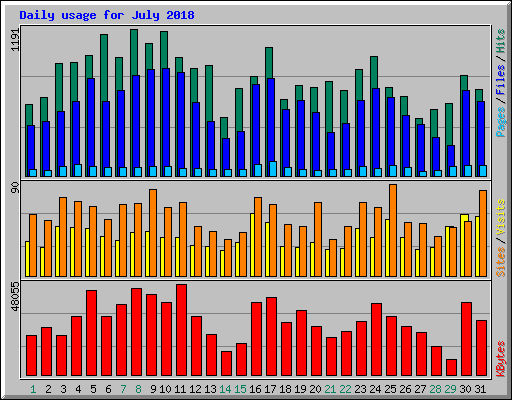 Daily usage for July 2018
1191
Pages / Files / Hits
90
Sites / Visits
48055
KBytes
1 2 3 4 5 6 7 8 9 10 11 12 13 14 15 16 17 18 19 20 21 22 23 24 25 26 27 28 29 30 31